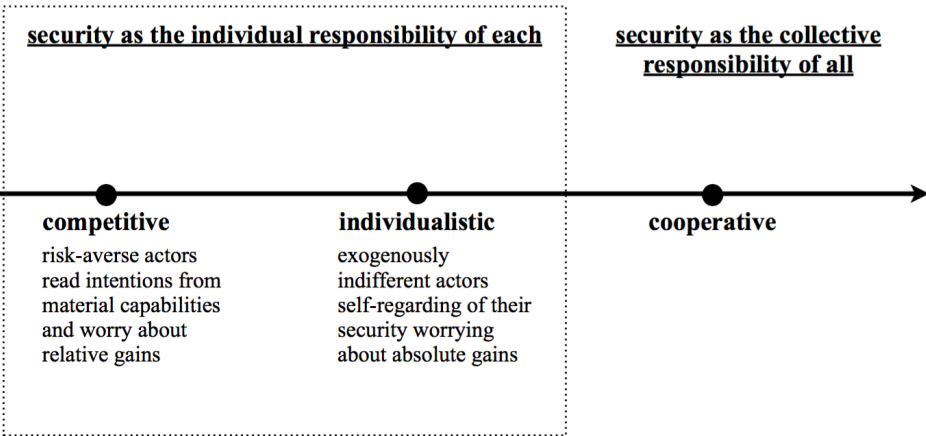 security as the individual responsibility of each
security as the collective
responsibility of all
competitive
risk-averse actors
read intentions from
material capabilities
and worry about
relative gains
individualistic
exogenously
indifferent actors
self-regarding of their
security worrying
about absolute gains
cooperative